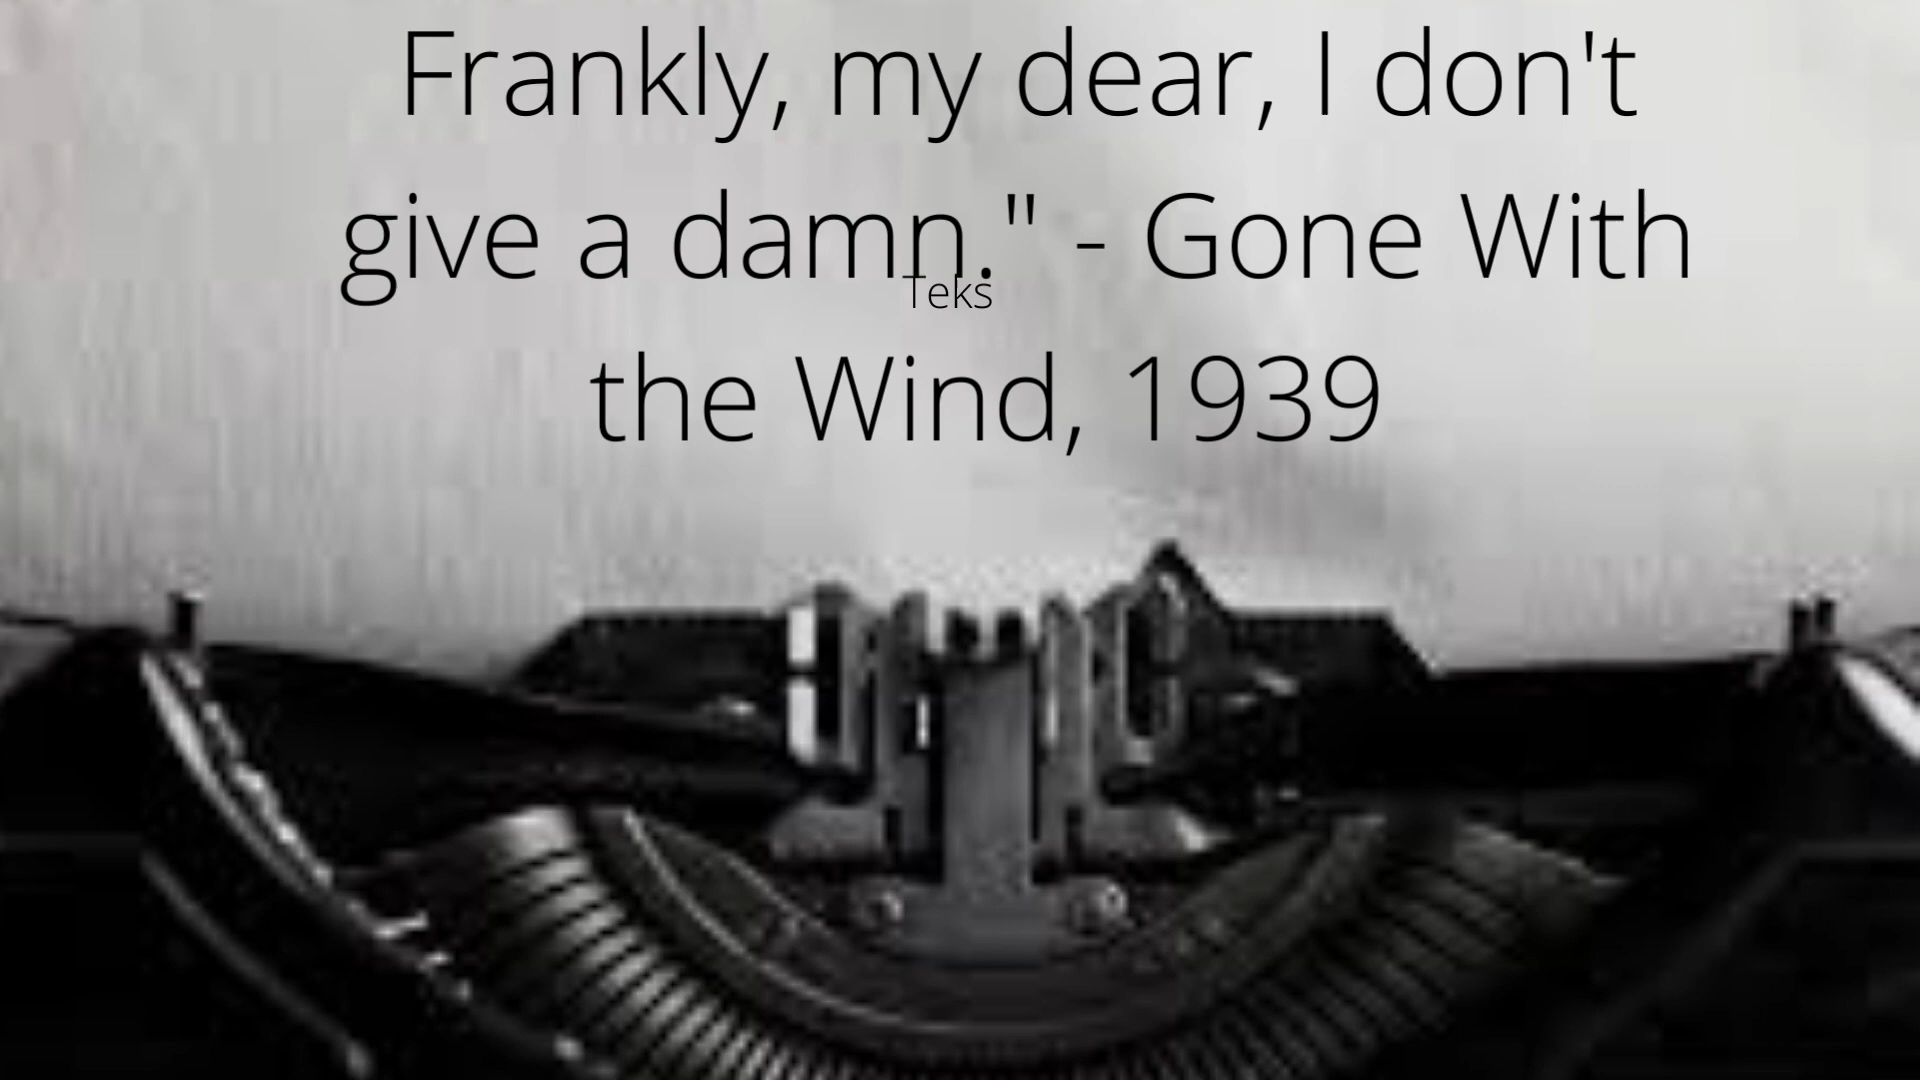 Frankly, my dear, I don't
give a damn." - Gone With
Teks
the Wind, 1939